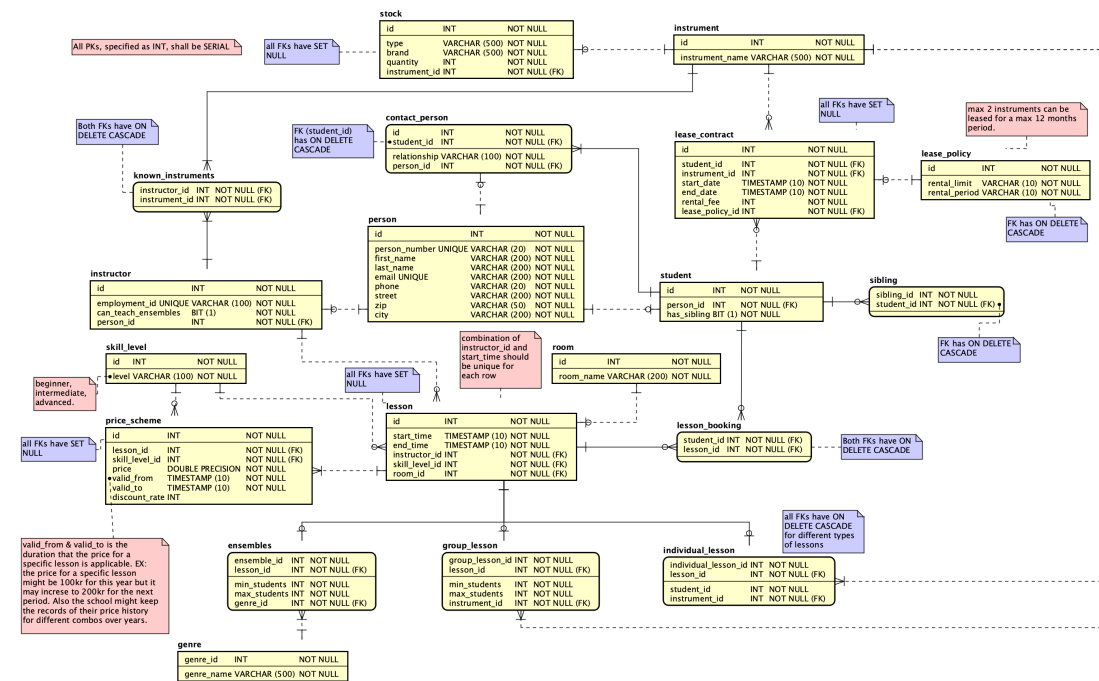 stock
id INT NOT NULL
type VARCHAR (500) NOT NULL
brand VARCHAR (500) NOT NULL
quantity INT NOT NULL
instrument_id INT NOT NULL (FK)
instrument
id INT NOT NULL
instrument_name VARCHAR (500) NOT NULL
All PKs, specified as INT, shall be SERIAL
all FKs have SET
NULL
Both FKs have ON
DELETE CASCADE
FK (student_id)
has ON DELETE
CASCADE
contact_person
id INT NOT NULL
student_id INT NOT NULL (FK)
relationship VARCHAR (100) NOT NULL
person_id INT NOT NULL (FK)
all FKs have SET
NULL
max 2 instruments can be
leased for a max 12 months
period.
lease_contract
id INT NOT NULL
student_id INT NOT NULL (FK)
instrument_id INT NOT NULL (FK)
start_date TIMESTAMP (10) NOT NULL
end_date TIMESTAMP (10) NOT NULL
rental_fee INT NOT NULL
lease_policy_id INT NOT NULL (FK)
lease_policy
id INT NOT NULL
rental_limit VARCHAR (10) NOT NULL
rental_period VARCHAR (10) NOT NULL
FK has ON DELETE
CASCADE
known_instruments
instructor_id INT NOT NULL (FK)
instrument_id INT NOT NULL (FK)
person
id INT NOT NULL
person_number UNIQUE VARCHAR (20) NOT NULL
first_name VARCHAR (200) NOT NULL
last_name VARCHAR (200) NOT NULL
email UNIQUE VARCHAR (200) NOT NULL
phone VARCHAR (20) NOT NULL
street VARCHAR (200) NOT NULL
zip VARCHAR (50) NOT NULL
city VARCHAR (200) NOT NULL
instructor
id INT NOT NULL
employment_id UNIQUE VARCHAR (100) NOT NULL
can_teach_ensembles BIT (1) NOT NULL
person_id INT NOT NULL (FK)
student
id INT NOT NULL
person_id INT NOT NULL (FK)
has_sibling BIT (1) NOT NULL
sibling
sibling_id INT NOT NULL
student_id INT NOT NULL (FK)
FK has ON DELETE
CASCADE
skill_level
id INT NOT NULL
level VARCHAR (100) NOT NULL
beginner,
intermediate,
advanced.
all FKs have SET
NULL
combination of
instructor_id and
start_time should
be unique for
each row
room
id INT NOT NULL
room_name VARCHAR (200) NOT NULL
price_scheme
id INT NOT NULL
lesson_id INT NOT NULL (FK)
skill_level_id INT NOT NULL (FK)
price DOUBLE PRECISION NOT NULL
valid_from TIMESTAMP (10) NOT NULL
valid_to TIMESTAMP (10) NOT NULL
discount_rate INT
all FKs have SET
NULL
lesson
id INT NOT NULL
start_time TIMESTAMP (10) NOT NULL
end_time TIMESTAMP (10) NOT NULL
instructor_id INT NOT NULL (FK)
skill_level_id INT NOT NULL (FK)
room_id INT NOT NULL (FK)
lesson_booking
student_id INT NOT NULL (FK)
lesson_id INT NOT NULL (FK)
Both FKs have ON
DELETE CASCADE
valid_from & valid_to is the
duration that the price for a
specific lesson is applicable. EX:
the price for a specific lesson
might be 100kr for this year but it
may increse to 200kr for the next
period. Also the school might keep
the records of their price history
for different combos over years.
all FKs have ON
DELETE CASCADE
for different types
of lessons
ensembles
ensemble_id INT NOT NULL
lesson_id INT NOT NULL (FK)
min_students INT NOT NULL
max_students INT NOT NULL
genre_id INT NOT NULL (FK)
group_lesson
group_lesson_id INT NOT NULL
lesson_id INT NOT NULL (FK)
min_students INT NOT NULL
max_students INT NOT NULL
instrument_id INT NOT NULL (FK)
individual_lesson
individual_lesson_id INT NOT NULL
lesson_id INT NOT NULL (FK)
student_id INT NOT NULL
instrument_id INT NOT NULL (FK)
genre
genre_id INT NOT NULL
genre_name VARCHAR (500) NOT NULL